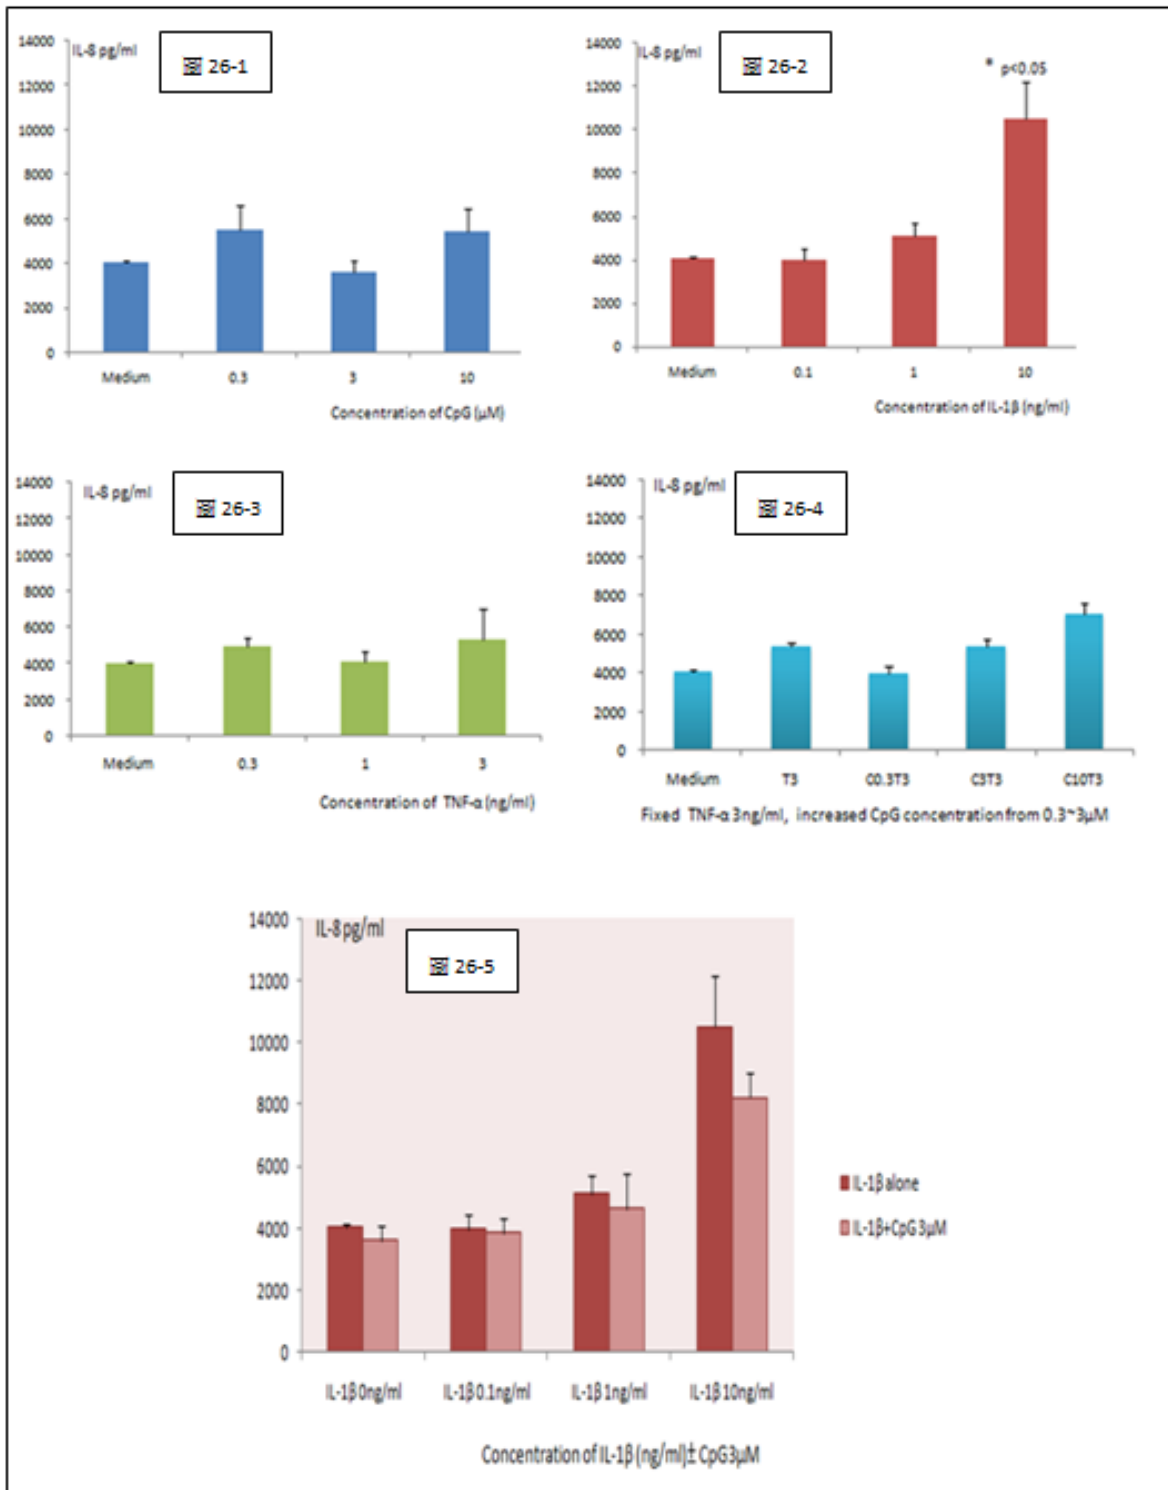 IL-8 pg/ml
圖 26-1
14000
12000
10000
8000
6000
4000
2000
0
Medium 0.3 3 10
Concentration of CpG (μM)
IL-8 pg/ml
圖 26-2
* p<0.05
14000
12000
10000
8000
6000
4000
2000
0
Medium 0.1 1 10
Concentration of IL-1β (ng/ml)
IL-8 pg/ml
圖 26-3
14000
12000
10000
8000
6000
4000
2000
0
Medium 0.3 1 3
Concentration of TNF-α (ng/ml)
IL-8 pg/ml
圖 26-4
14000
12000
10000
8000
6000
4000
2000
0
Medium T3 C0.3T3 C3T3 C10T3
Fixed TNF-α 3ng/ml, increased CpG concentration from 0.3~3μM
IL-8 pg/ml
圖 26-5
14000
12000
10000
8000
6000
4000
2000
0
IL-1β 0ng/ml IL-1β 0.1ng/ml IL-1β 1ng/ml IL-1β 10ng/ml
Concentration of IL-1β (ng/ml)± CpG3μM
IL-1β alone
IL-1β+CpG 3μM